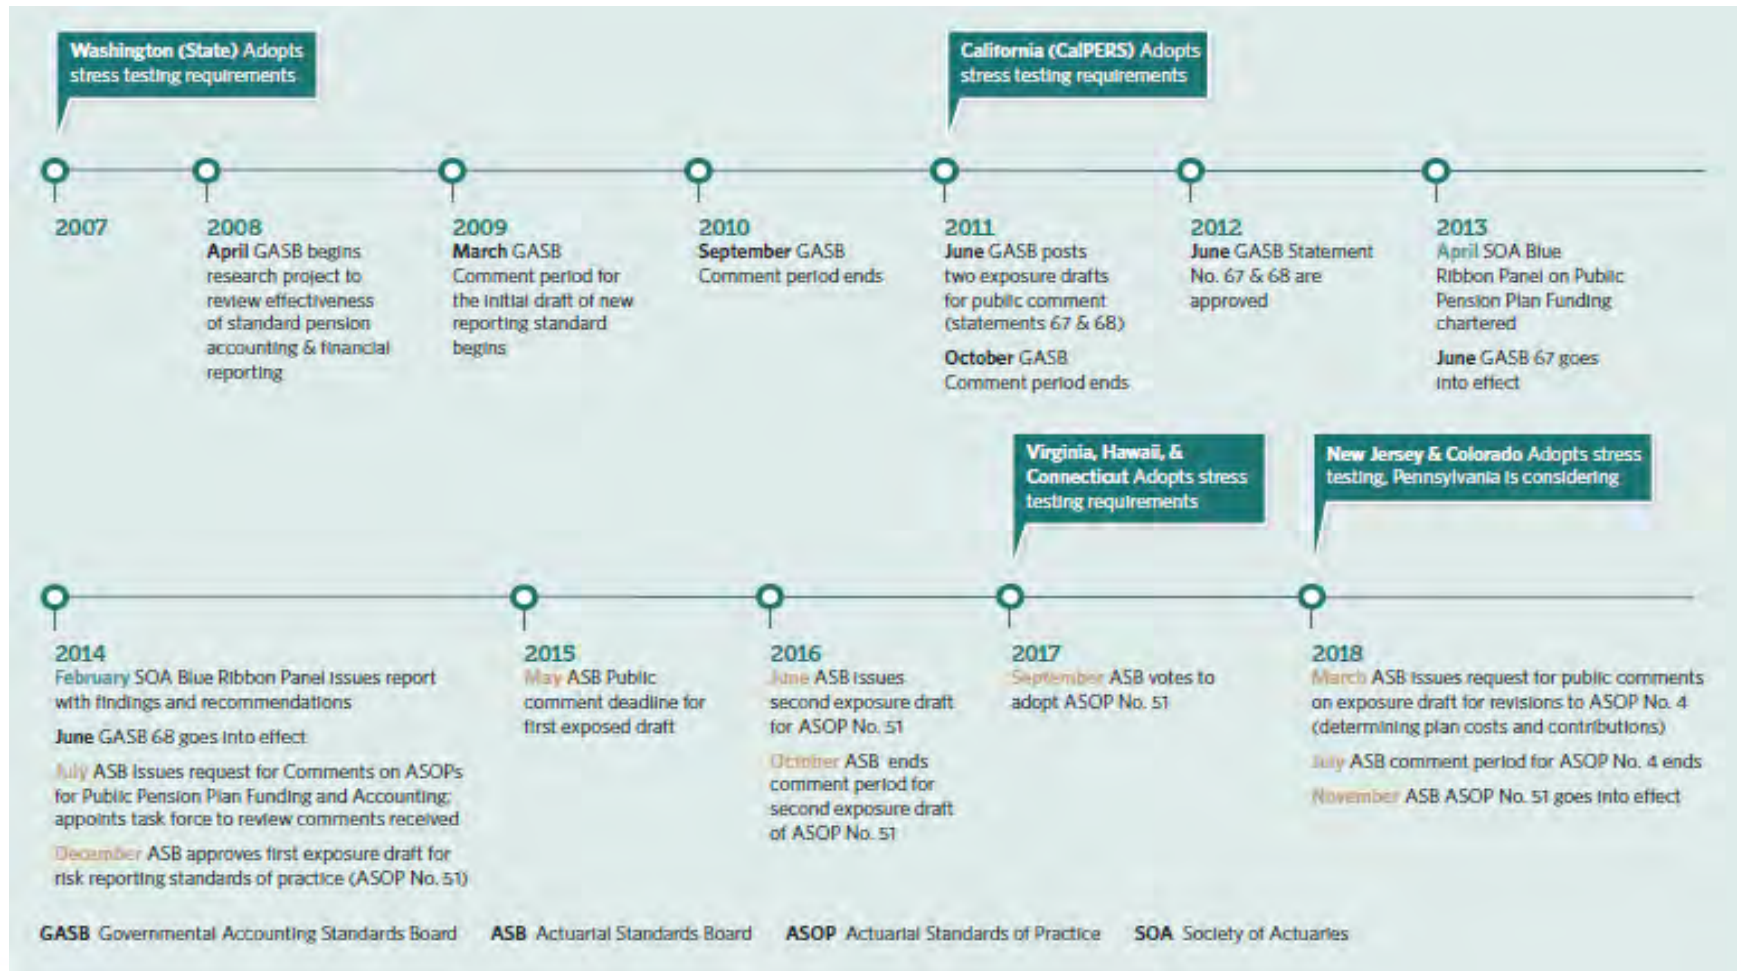 Washington (State) Adopts
stress testing requirements
California (CalPERS) Adopts
stress testing requirements
2007
2008
April GASB begins
research project to
review effectiveness
of standard pension
accounting & financial
reporting
2009
March GASB
Comment period for
the initial draft of new
reporting standard
begins
2010
September GASB
Comment period ends
2011
June GASB posts
two exposure drafts
for public comment
(statements 67 & 68)
October GASB
Comment period ends
2012
June GASB Statement
No. 67 & 68 are
approved
2013
April SOA Blue
Ribbon Panel on Public
Pension Plan Funding
chartered
June GASB 67 goes
into effect
Virginia, Hawaii, &
Connecticut Adopts stress
testing requirements
New Jersey & Colorado Adopts stress
testing, Pennsylvania is considering
2014
February SOA Blue Ribbon Panel issues report
with findings and recommendations
June GASB 68 goes into effect
July ASB issues request for Comments on ASOPs
for Public Pension Plan Funding and Accounting;
appoints task force to review comments received
December ASB approves first exposure draft for
risk reporting standards of practice (ASOP No. 51)
2015
May ASB Public
comment deadline for
first exposed draft
2016
June ASB issues
second exposure draft
for ASOP No. 51
October ASB ends
comment period for
second exposure draft
of ASOP No. 51
2017
September ASB votes to
adopt ASOP No. 51
2018
March ASB issues request for public comments
on exposure draft for revisions to ASOP No. 4
(determining plan costs and contributions)
July ASB comment period for ASOP No. 4 ends
November ASB ASOP No. 51 goes into effect
GASB Governmental Accounting Standards Board ASB Actuarial Standards Board ASOP Actuarial Standards of Practice SOA Society of Actuaries